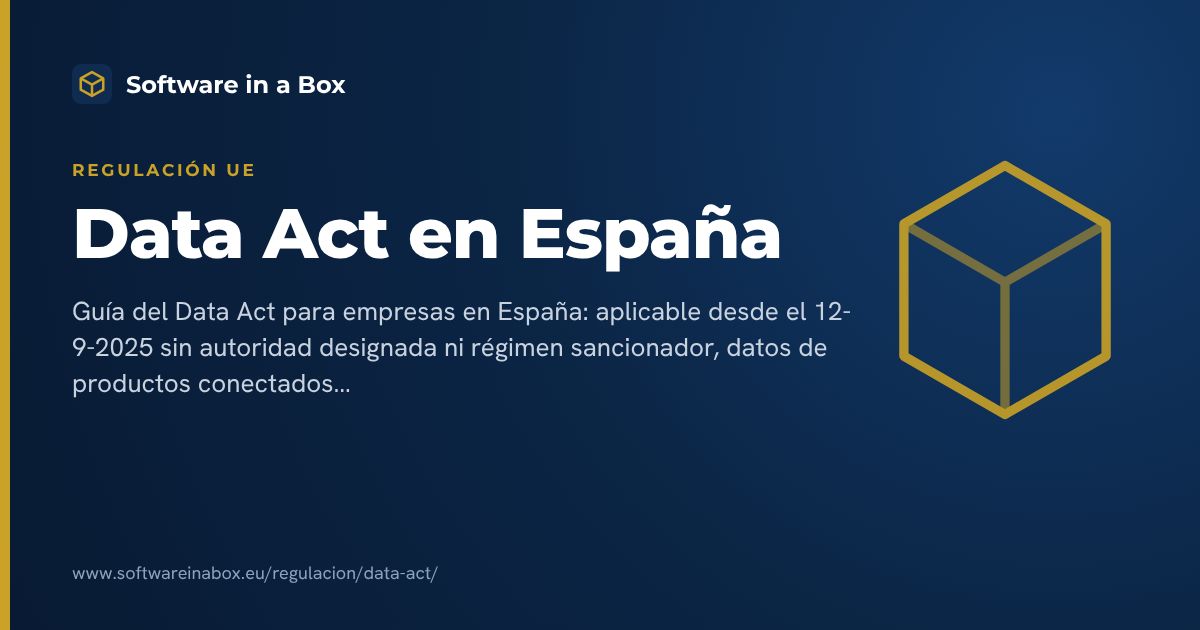 Software in a Box
REGULACIÓN UE
Data Act en España
Guía del Data Act para empresas en España: aplicable desde el 12-
9-2025 sin autoridad designada ni régimen sancionador, datos de
productos conectados...
www.softwareinabox.eu/regulacion/data-act/